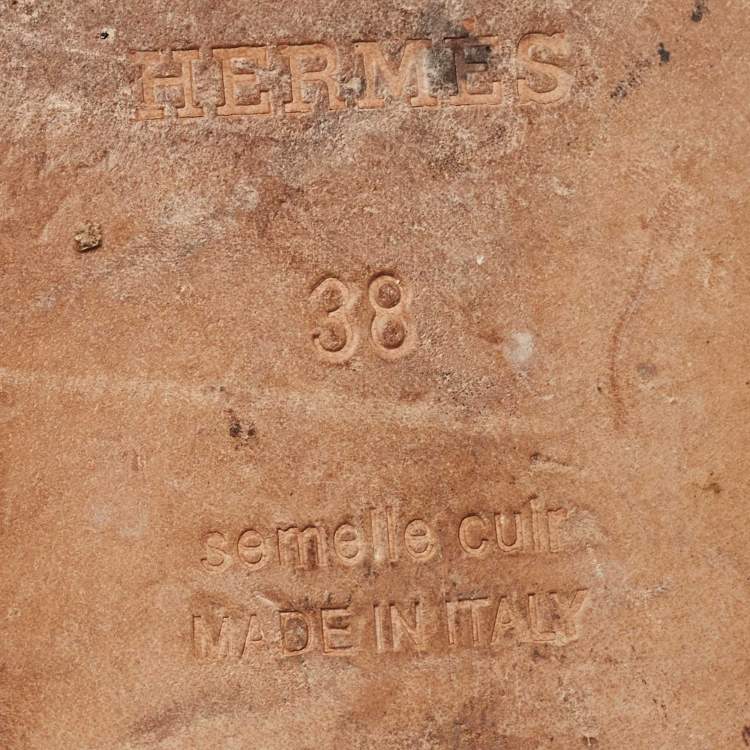 HERMES
38
semelle cuir
MADE IN ITALY